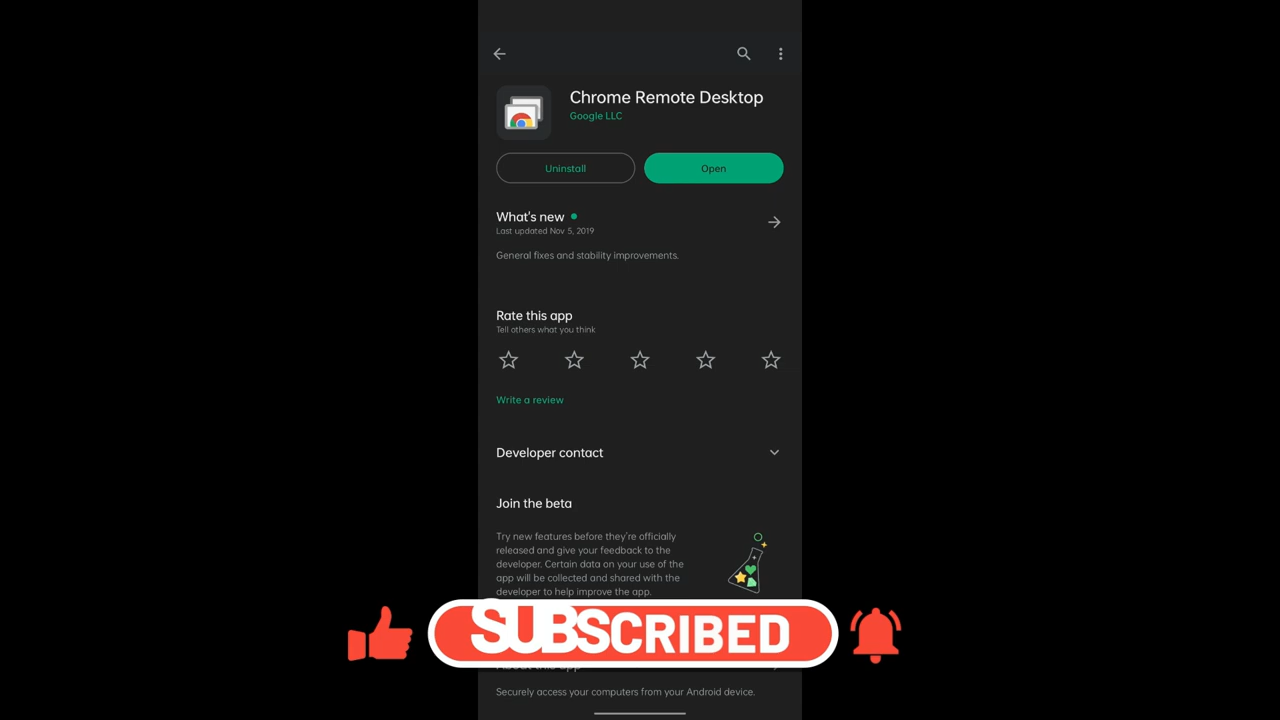 Chrome Remote Desktop
Google LLC
Uninstall
Open
What's new
Last updated Nov 5, 2019
General fixes and stability improvements.
Rate this app
Tell others what you think
Write a review
Developer contact
Join the beta
Try new features before they're officially
released and give your feedback to the
developer. Certain data on your use of the
app will be collected and shared with the
developer to help improve the app.
SUBSCRIBED
About this app
Securely access your computers from your Android device.